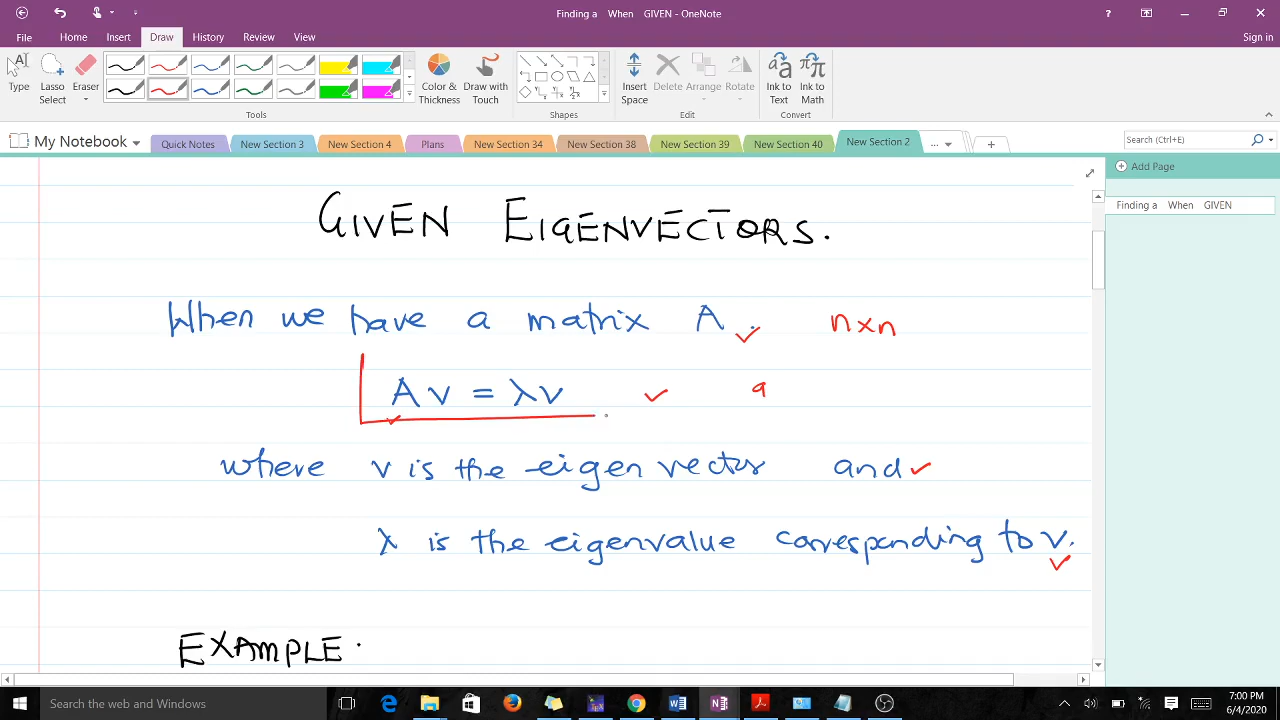 Finding a When GIVEN - OneNote
File Home Insert Draw History Review View Sign in
Type Lasso Select Eraser Color & Thickness Draw with Touch Insert Space Delete Arrange Rotate Ink to Text Ink to Math
Tools Shapes Edit Convert
My Notebook Quick Notes New Section 3 New Section 4 Plans New Section 34 New Section 38 New Section 39 New Section 40 New Section 2 ... Search (Ctrl+E)
Add Page
Finding a When GIVEN
GIVEN EIGENVECTORS.
When we have a matrix A. n×n
Av = λv a
where v is the eigen vector and
λ is the eigenvalue corresponding to v.
EXAMPLE.
Search the web and Windows
7:00 PM
6/4/2020